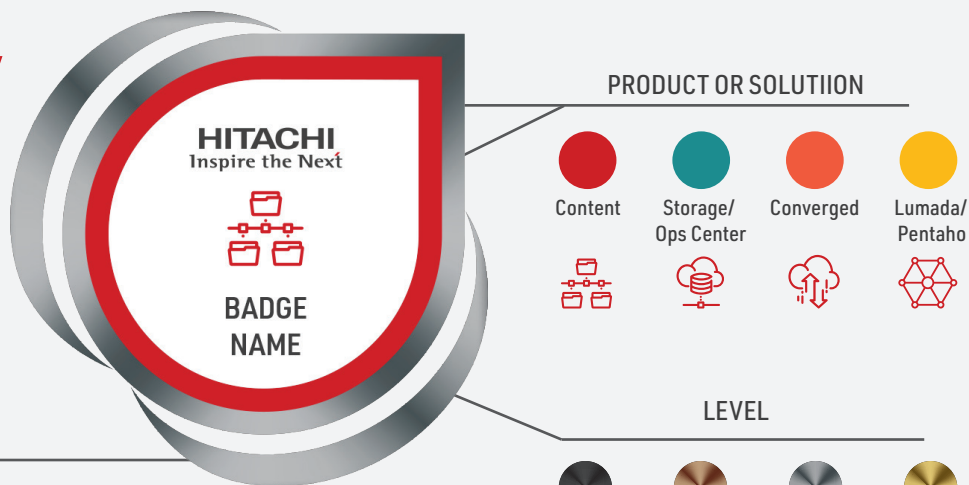 HITACHI
Inspire the Next
BADGE
NAME
PRODUCT OR SOLUTIION
Content
Storage/
Ops Center
Converged
Lumada/
Pentaho
LEVEL